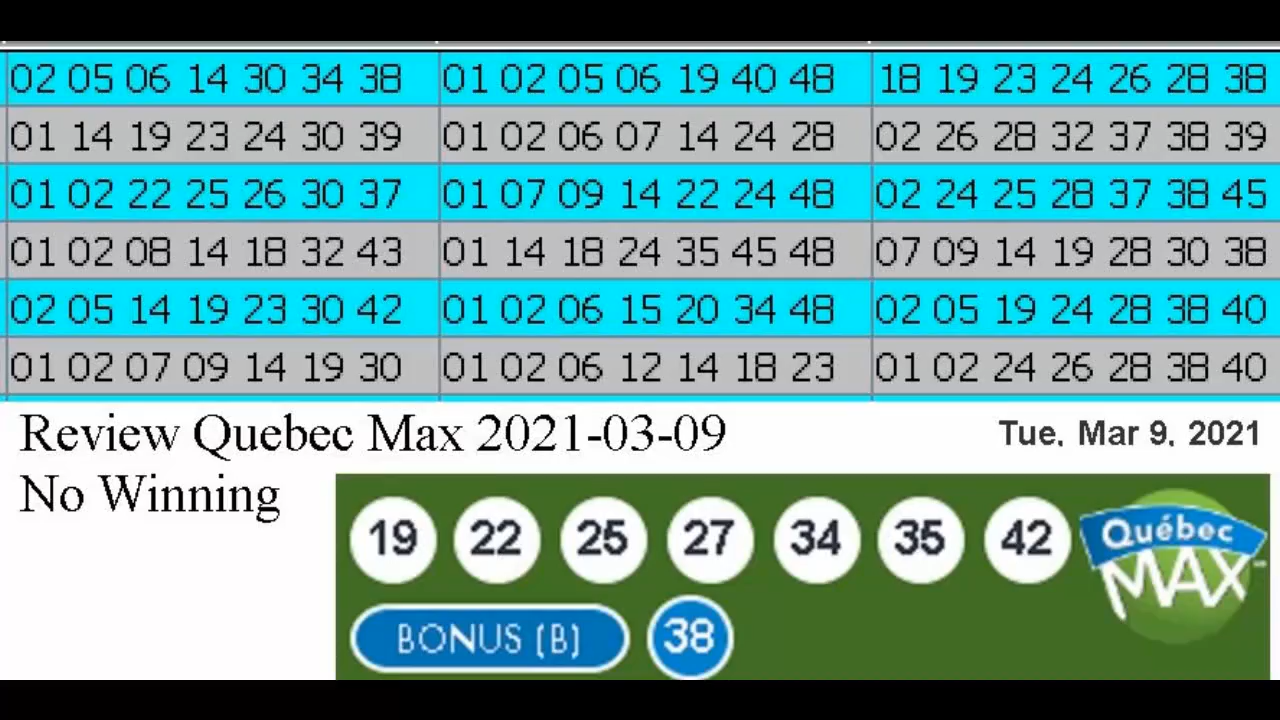 02 05 06 14 30 34 38 01 02 05 06 19 40 48 18 19 23 24 26 28 38
01 14 19 23 24 30 39 01 02 06 07 14 24 28 02 26 28 32 37 38 39
01 02 22 25 26 30 37 01 07 09 14 22 24 48 02 24 25 28 37 38 45
01 02 08 14 18 32 43 01 14 18 24 35 45 48 07 09 14 19 28 30 38
02 05 14 19 23 30 42 01 02 06 15 20 34 48 02 05 19 24 28 38 40
01 02 07 09 14 19 30 01 02 06 12 14 18 23 01 02 24 26 28 38 40
Review Quebec Max 2021-03-09
Tue, Mar 9, 2021
No Winning
19 22 25 27 34 35 42
Québec
MAX
BONUS (B) 38